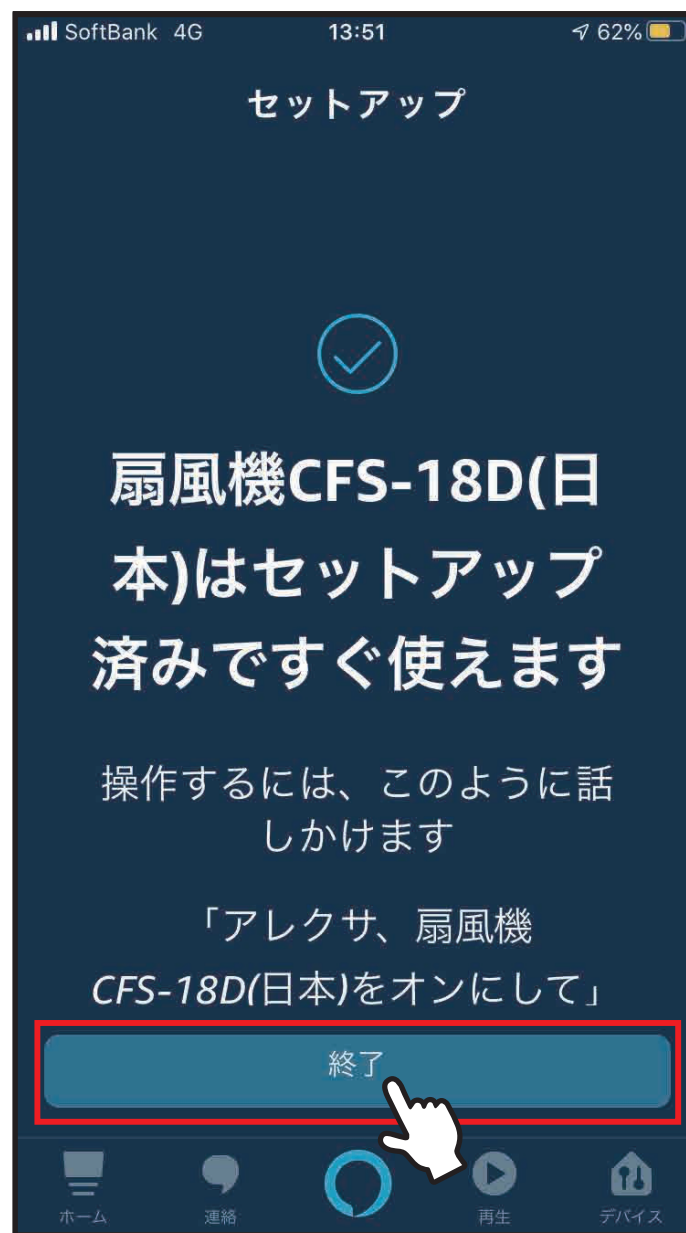 SoftBank 4G 13:51 62%
セットアップ
扇風機CFS-18D(日
本)はセットアップ
済みですぐ使えます
操作するには、このように話
しかけます
「アレクサ、扇風機
CFS-18D(日本)をオンにして」
終了
ホーム 連絡 再生 デバイス